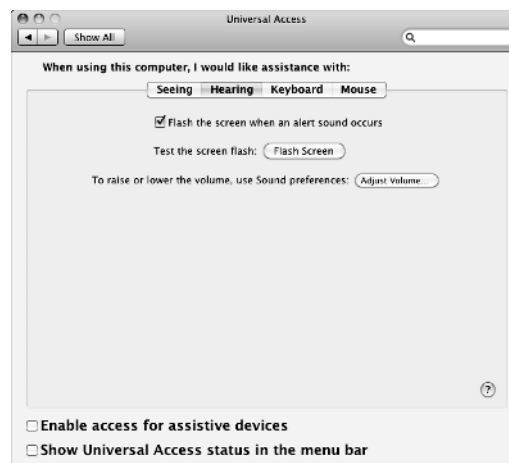 Universal Access
Show All
When using this computer, I would like assistance with:
Seeing Hearing Keyboard Mouse
Flash the screen when an alert sound occurs
Test the screen flash: Flash Screen
To raise or lower the volume, use Sound preferences: Adjust Volume...
?
Enable access for assistive devices
Show Universal Access status in the menu bar